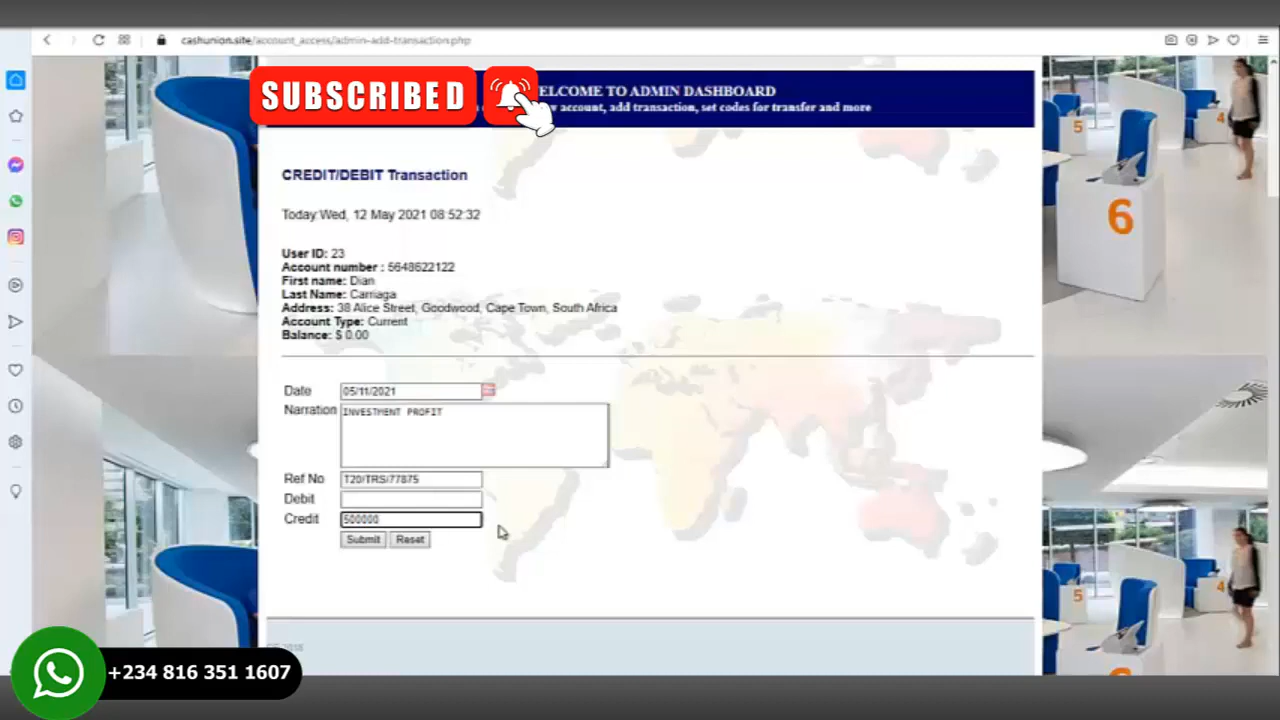 cashunion.site/account_access/admin-add-transaction.php
SUBSCRIBED
ELCOME TO ADMIN DASHBOARD
account, add transaction, set codes for transfer and more
CREDIT/DEBIT Transaction
Today:Wed, 12 May 2021 08:52:32
User ID: 23
Account number : 5648622122
First name: Dian
Last Name: Carriaga
Address: 38 Alice Street, Goodwood, Cape Town, South Africa
Account Type: Current
Balance: $ 0.00
Date 05/11/2021
Narration INVESTMENT PROFIT
Ref No T20/TRS/77875
Debit
Credit 500000
Submit Reset
5
4
6
5
4
6
+234 816 351 1607